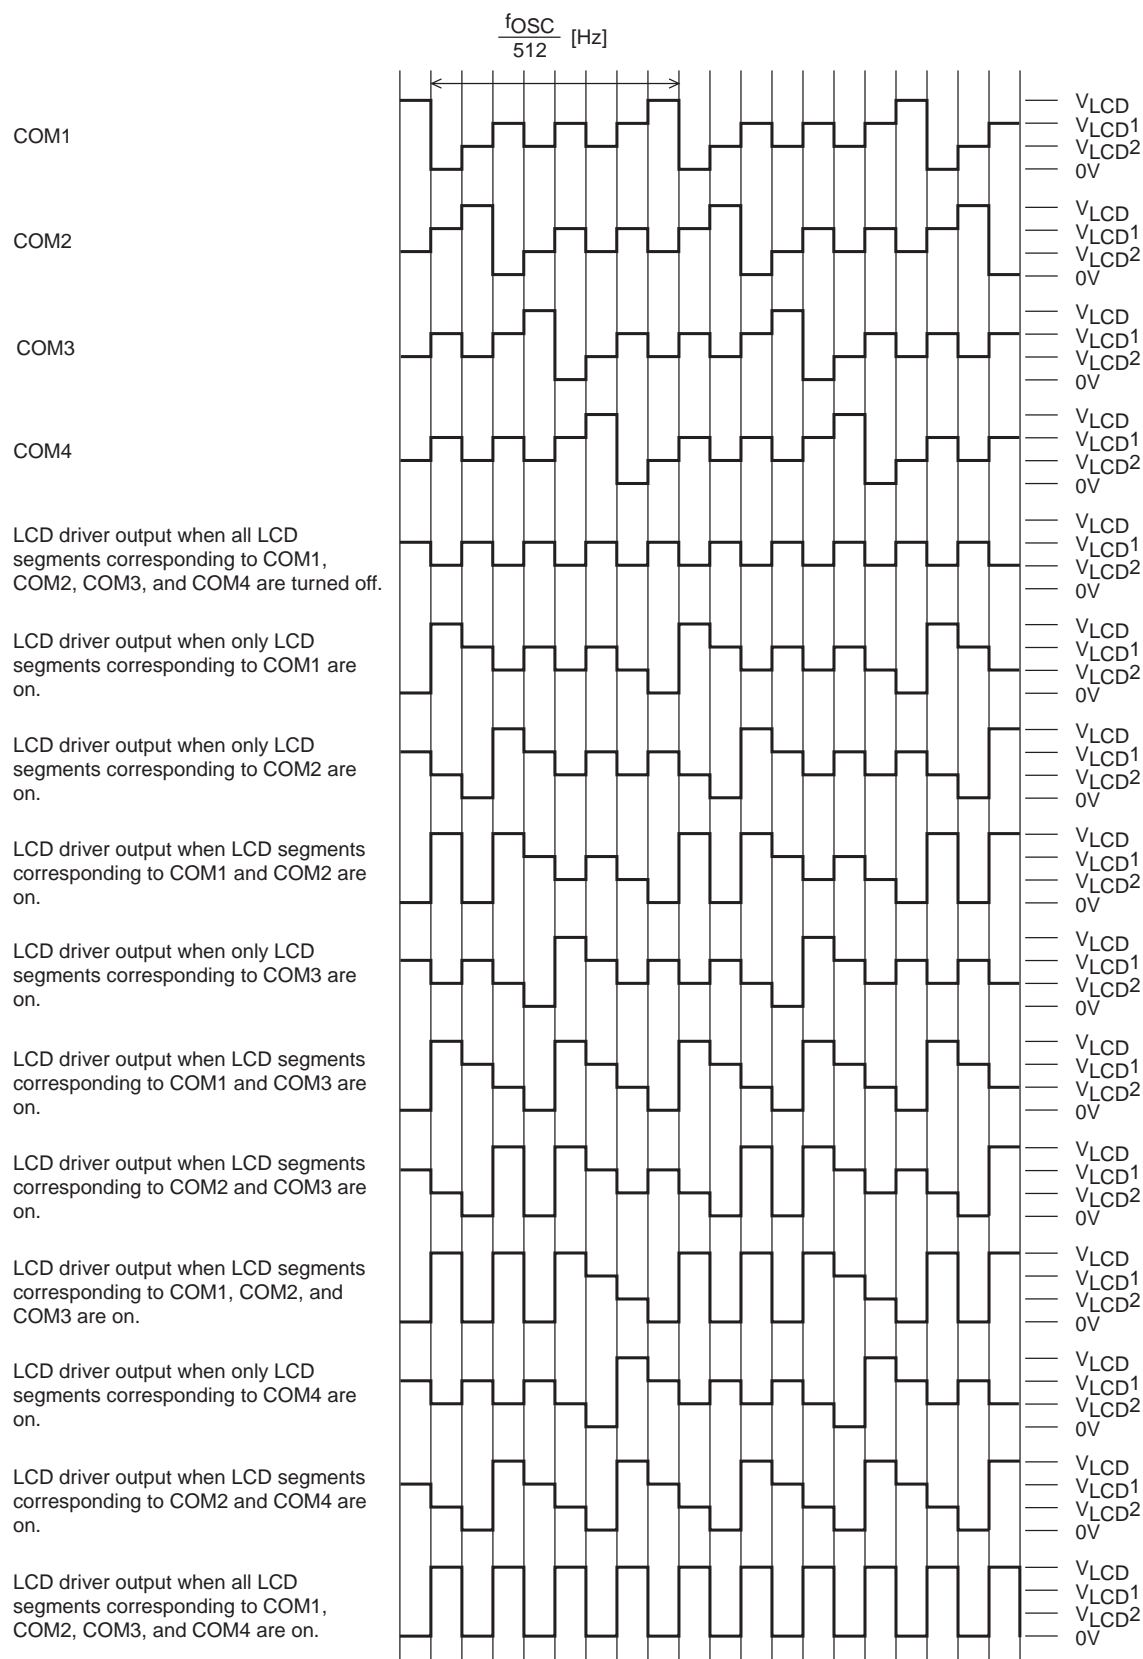 fOSC
512
[Hz]
COM1
VLCD
VLCD1
VLCD2
0V
COM2
VLCD
VLCD1
VLCD2
0V
COM3
VLCD
VLCD1
VLCD2
0V
COM4
VLCD
VLCD1
VLCD2
0V
LCD driver output when all LCD
segments corresponding to COM1,
COM2, COM3, and COM4 are turned off.
VLCD
VLCD1
VLCD2
0V
LCD driver output when only LCD
segments corresponding to COM1 are
on.
VLCD
VLCD1
VLCD2
0V
LCD driver output when only LCD
segments corresponding to COM2 are
on.
VLCD
VLCD1
VLCD2
0V
LCD driver output when LCD segments
corresponding to COM1 and COM2 are
on.
VLCD
VLCD1
VLCD2
0V
LCD driver output when only LCD
segments corresponding to COM3 are
on.
VLCD
VLCD1
VLCD2
0V
LCD driver output when LCD segments
corresponding to COM1 and COM3 are
on.
VLCD
VLCD1
VLCD2
0V
LCD driver output when LCD segments
corresponding to COM2 and COM3 are
on.
VLCD
VLCD1
VLCD2
0V
LCD driver output when LCD segments
corresponding to COM1, COM2, and
COM3 are on.
VLCD
VLCD1
VLCD2
0V
LCD driver output when only LCD
segments corresponding to COM4 are
on.
VLCD
VLCD1
VLCD2
0V
LCD driver output when LCD segments
corresponding to COM2 and COM4 are
on.
VLCD
VLCD1
VLCD2
0V
LCD driver output when all LCD
segments corresponding to COM1,
COM2, COM3, and COM4 are on.
VLCD
VLCD1
VLCD2
0V